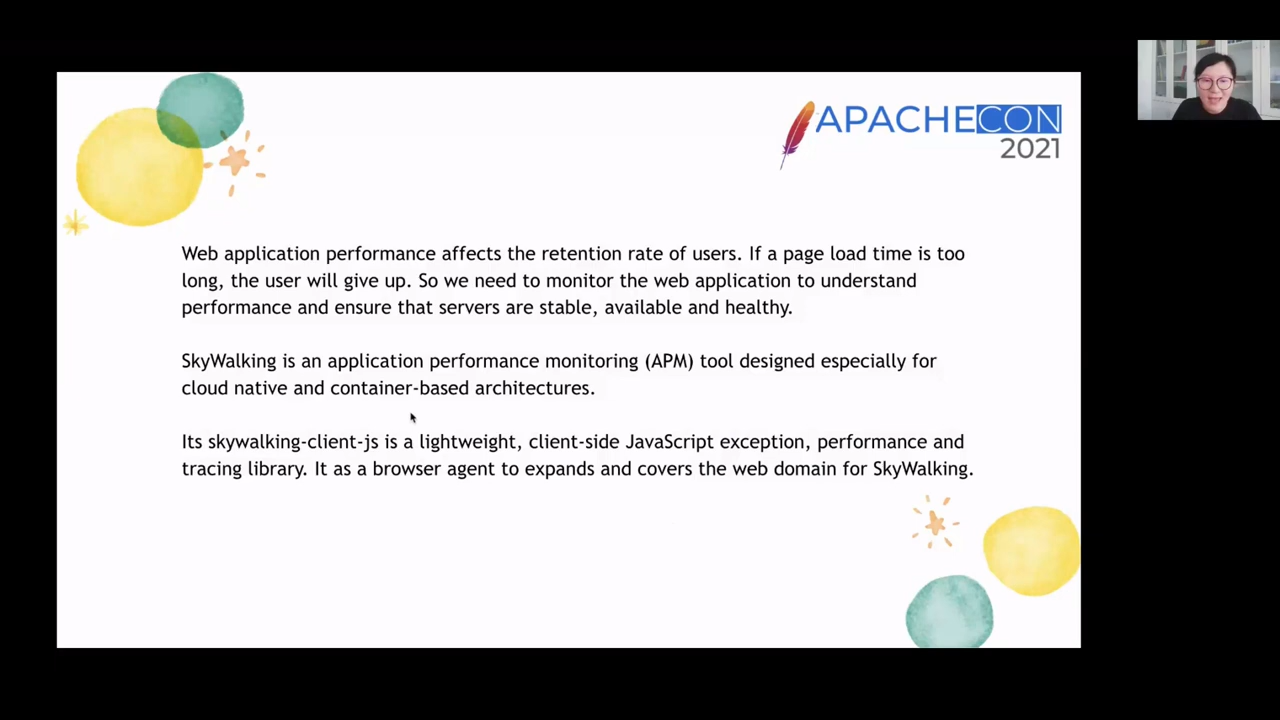 APACHECON
2021
Web application performance affects the retention rate of users. If a page load time is too
long, the user will give up. So we need to monitor the web application to understand
performance and ensure that servers are stable, available and healthy.
SkyWalking is an application performance monitoring (APM) tool designed especially for
cloud native and container-based architectures.
Its skywalking-client-js is a lightweight, client-side JavaScript exception, performance and
tracing library. It as a browser agent to expands and covers the web domain for SkyWalking.